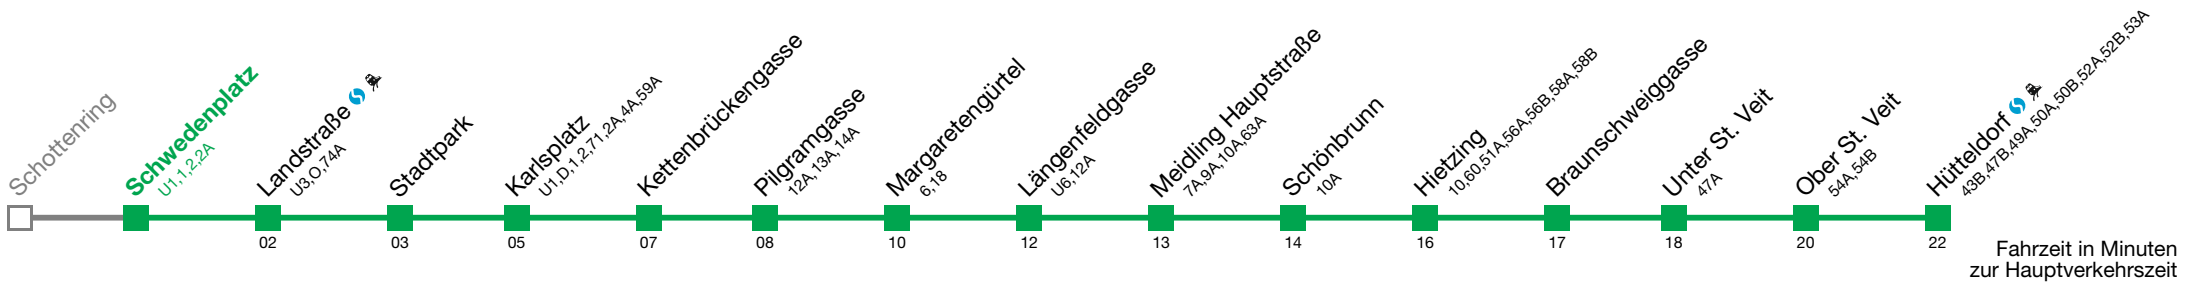 Schottenring
Schwedenplatz
U1,1,2,2A
Landstraße
U3,O,74A
02
Stadtpark
03
Karlsplatz
U1,D,1,2,71,2A,4A,59A
05
Kettenbrückengasse
07
Pilgramgasse
12A,13A,14A
08
Margaretengürtel
6,18
10
Längenfeldgasse
U6,12A
12
Meidling Hauptstraße
7A,9A,10A,63A
13
Schönbrunn
10A
14
Hietzing
10,60,51A,56A,56B,58A,58B
16
Braunschweiggasse
17
Unter St. Veit
47A
18
Ober St. Veit
54A,54B
20
Hütteldorf
43B,47B,49A,50A,50B,52A,52B,53A
22
Fahrzeit in Minuten
zur Hauptverkehrszeit